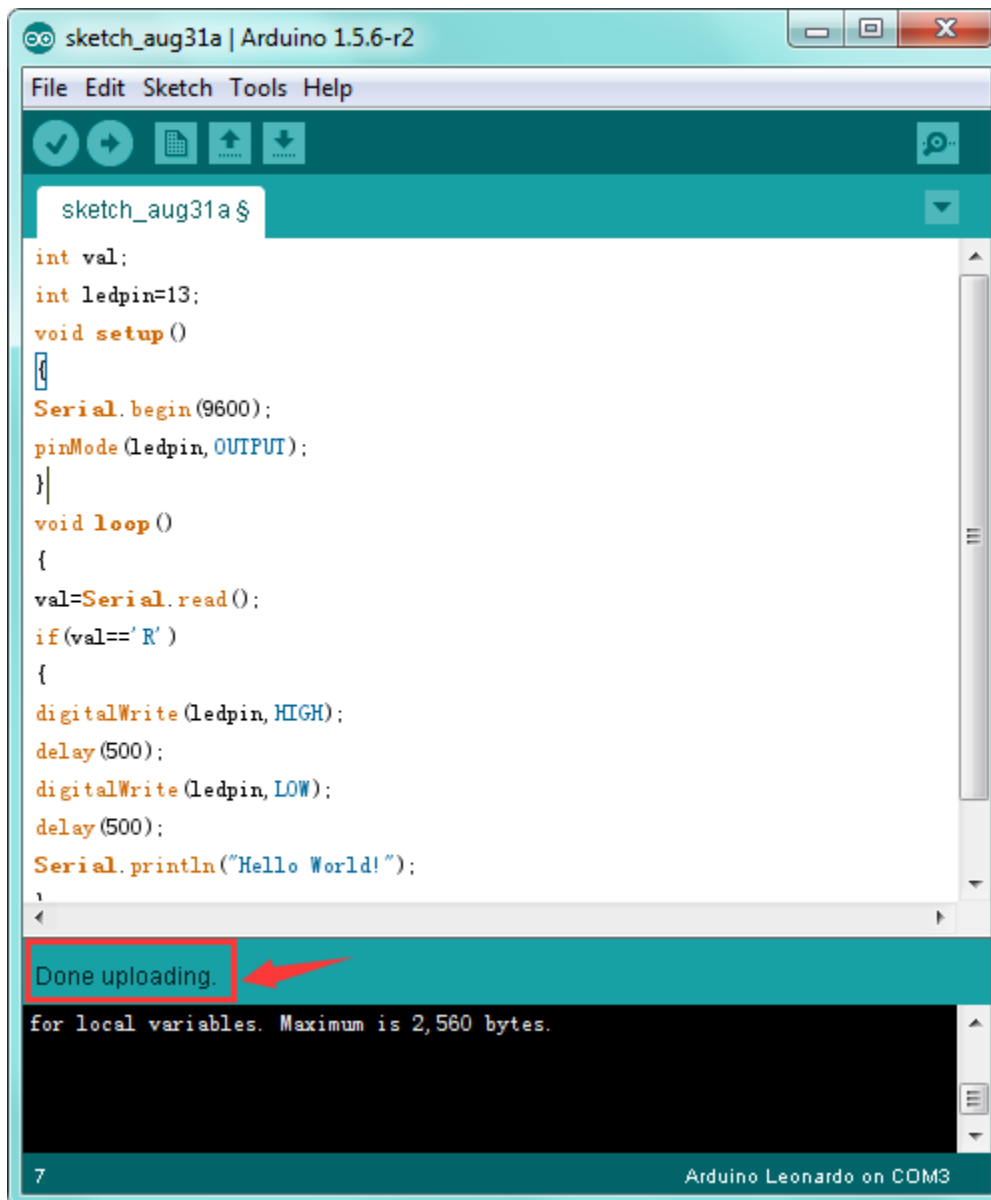 sketch_aug31a | Arduino 1.5.6-r2
File Edit Sketch Tools Help
sketch_aug31a §
int val;
int ledpin=13;
void setup()
{
Serial.begin(9600);
pinMode(ledpin,OUTPUT);
}
void loop()
{
val=Serial.read();
if(val=='R')
{
digitalWrite(ledpin,HIGH);
delay(500);
digitalWrite(ledpin,LOW);
delay(500);
Serial.println("Hello World!");
}
Done uploading.
for local variables. Maximum is 2,560 bytes.
7 Arduino Leonardo on COM3